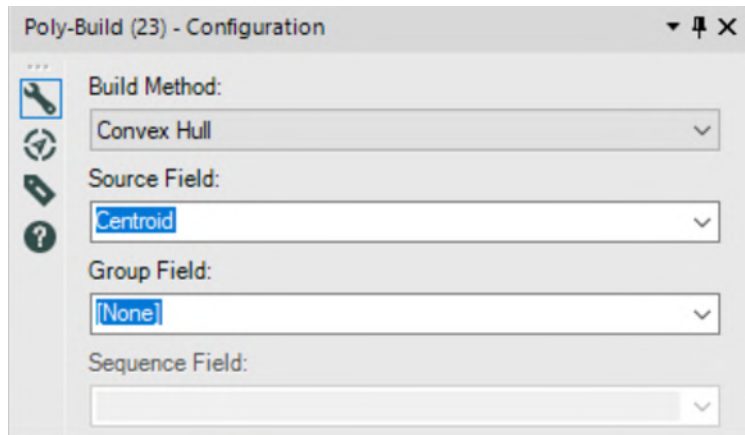 Poly-Build (23) - Configuration
Build Method:
Convex Hull
Source Field:
Centroid
Group Field:
[None]
Sequence Field: